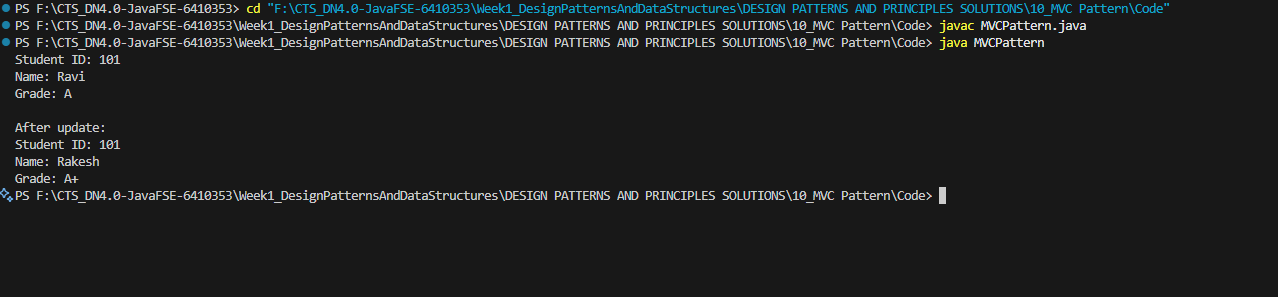 PS F:\CTS_DN4.0-JavaFSE-6410353> cd "F:\CTS_DN4.0-JavaFSE-6410353\Week1_DesignPatternsAndDataStructures\DESIGN PATTERNS AND PRINCIPLES SOLUTIONS\10_MVC Pattern\Code"
PS F:\CTS_DN4.0-JavaFSE-6410353\Week1_DesignPatternsAndDataStructures\DESIGN PATTERNS AND PRINCIPLES SOLUTIONS\10_MVC Pattern\Code> javac MVCPattern.java
PS F:\CTS_DN4.0-JavaFSE-6410353\Week1_DesignPatternsAndDataStructures\DESIGN PATTERNS AND PRINCIPLES SOLUTIONS\10_MVC Pattern\Code> java MVCPattern
Student ID: 101
Name: Ravi
Grade: A
After update:
Student ID: 101
Name: Rakesh
Grade: A+
PS F:\CTS_DN4.0-JavaFSE-6410353\Week1_DesignPatternsAndDataStructures\DESIGN PATTERNS AND PRINCIPLES SOLUTIONS\10_MVC Pattern\Code>